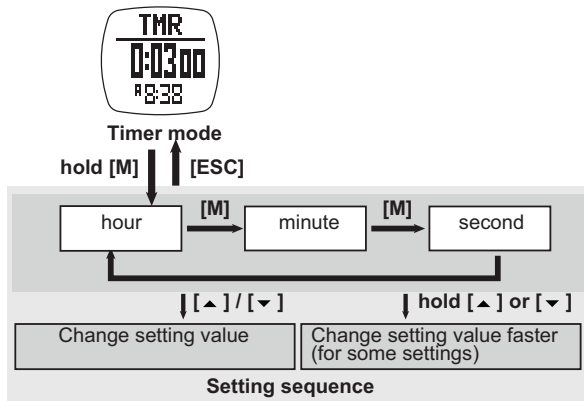 TMR
0:03 00
A 8:38
Timer mode
hold [M] [ESC]
hour [M] minute [M] second
[▲] / [▼] hold [▲] or [▼]
Change setting value
Change setting value faster
(for some settings)
Setting sequence